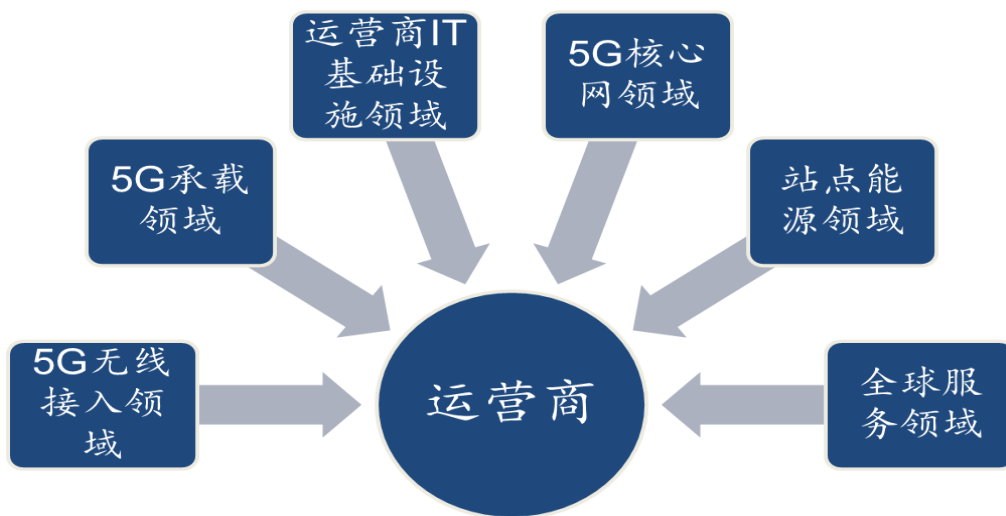 运营商IT
基础设
施领域
5G核心
网领域
5G承载
领域
站点能
源领域
5G无线
接入领
域
运营商
全球服
务领域